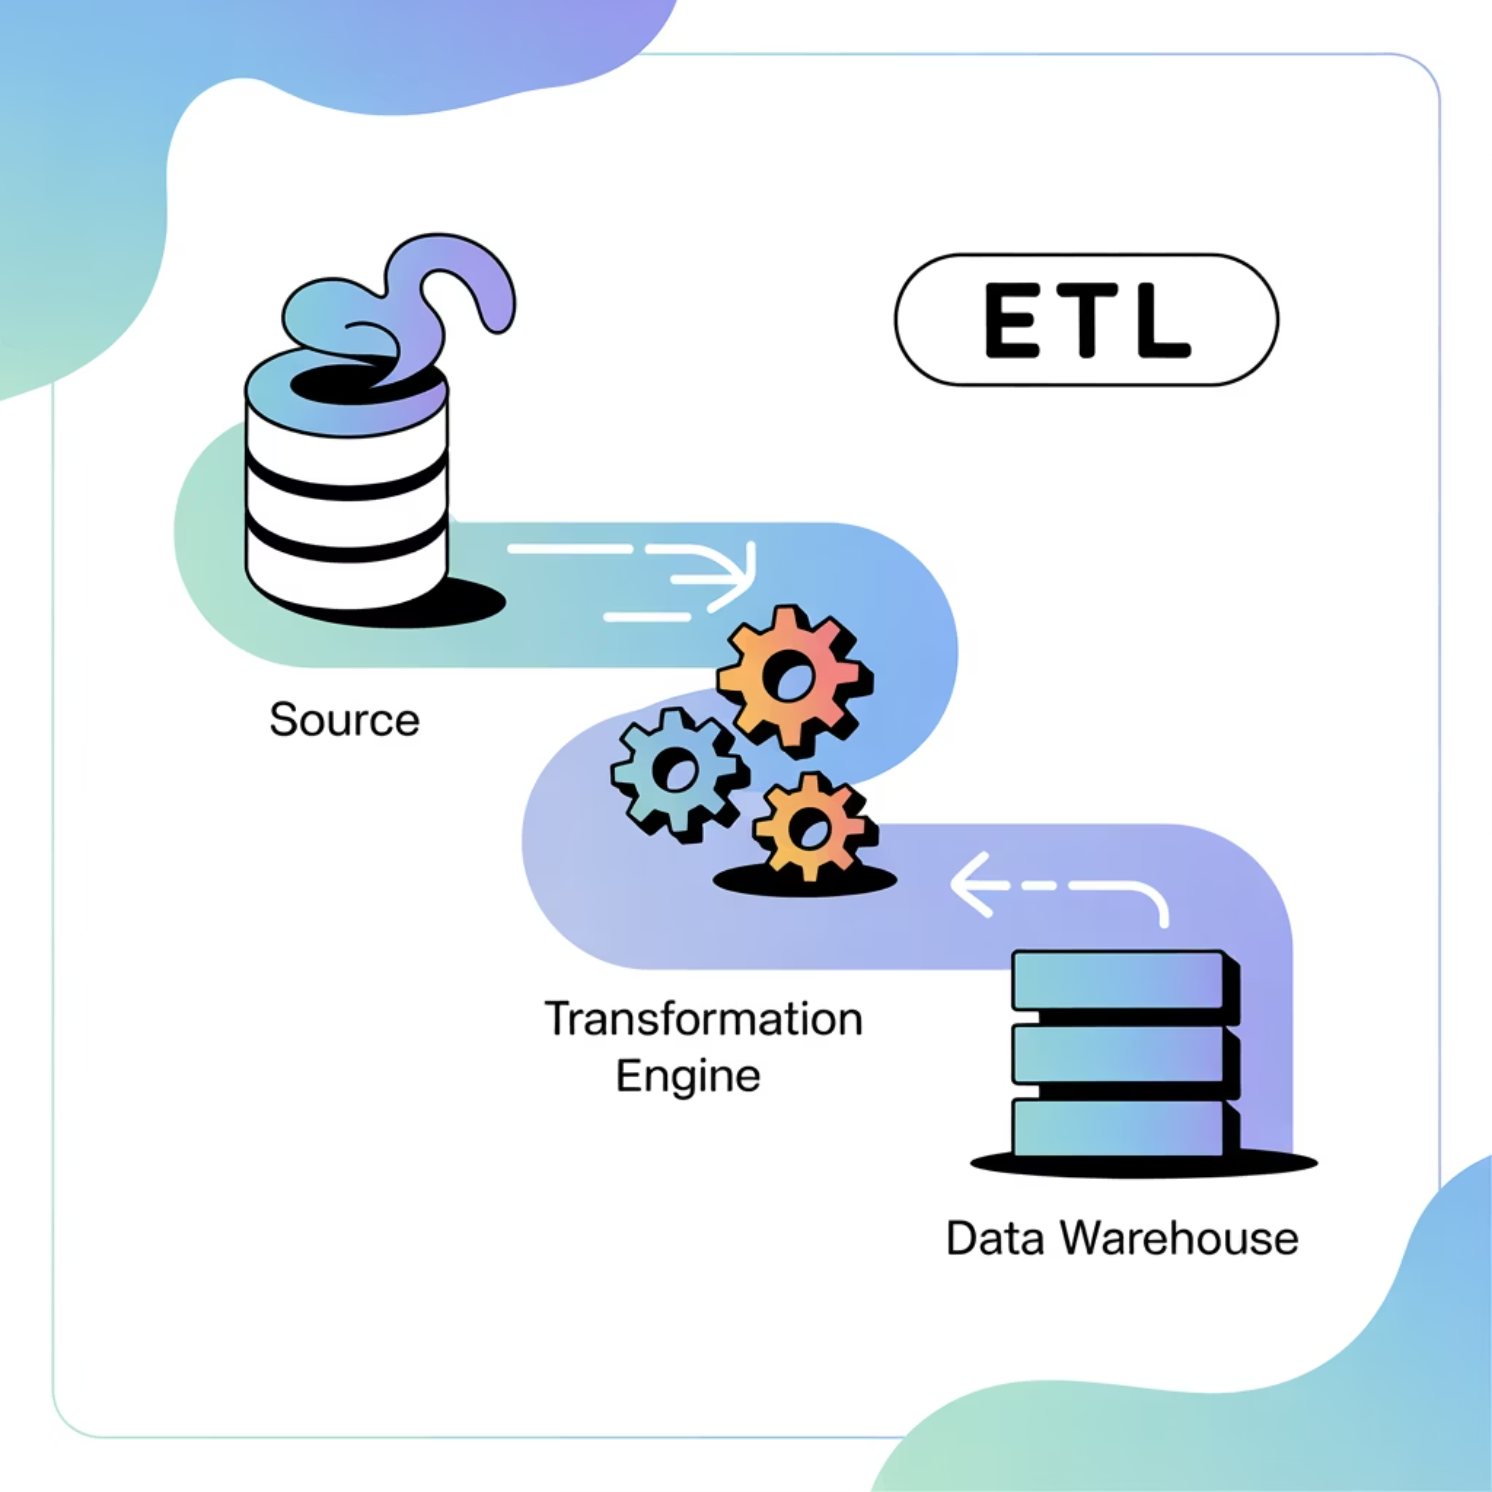 ETL
Source
Transformation
Engine
Data Warehouse